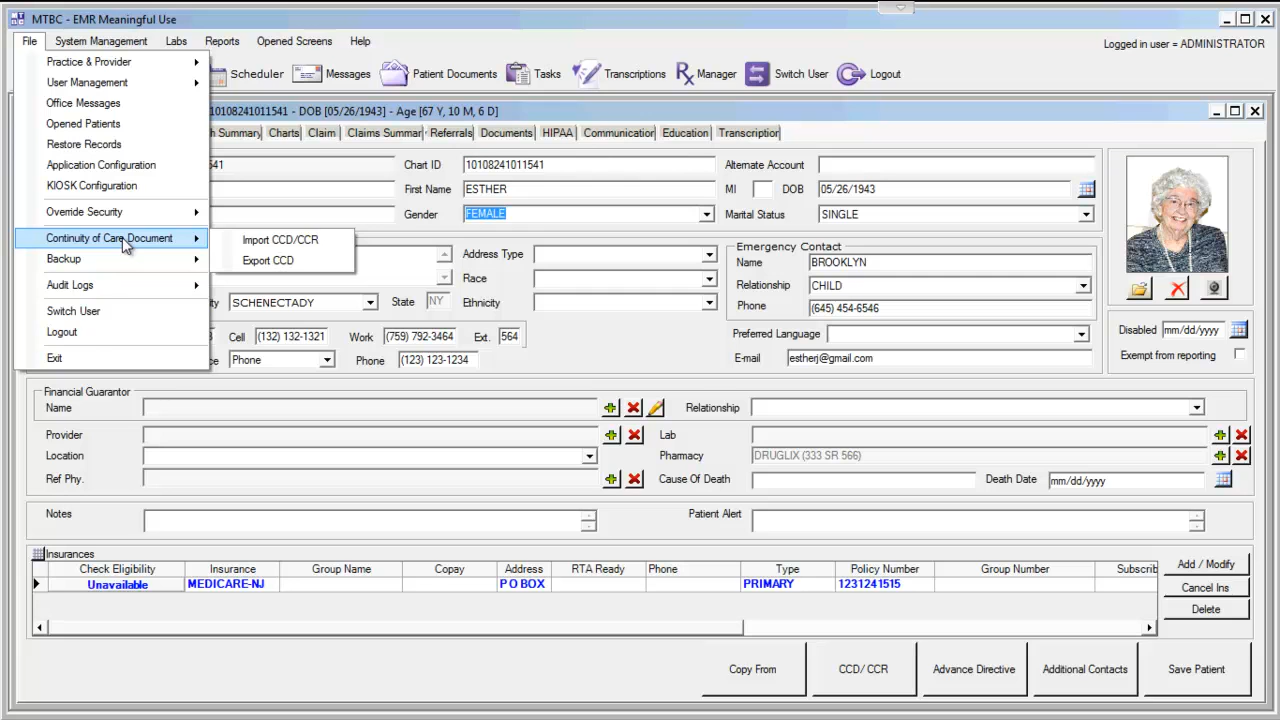 MTBC - EMR Meaningful Use
File System Management Labs Reports Opened Screens Help
Logged in user = ADMINISTRATOR
Scheduler Messages Patient Documents Tasks Transcriptions Manager Switch User Logout
Practice & Provider
User Management
Office Messages
Opened Patients
Restore Records
Application Configuration
KIOSK Configuration
Override Security
Continuity of Care Document
Backup
Audit Logs
Switch User
Logout
Exit
Import CCD/CCR
Export CCD
10108241011541 - DOB [05/26/1943] - Age [67 Y, 10 M, 6 D]
Summary Charts Claim Claims Summar Referrals Documents HIPAA Communication Education Transcription
541 Chart ID 10108241011541 Alternate Account
First Name ESTHER MI DOB 05/26/1943
Gender FEMALE Marital Status SINGLE
Address Type
Race
SCHENECTADY State NY Ethnicity
Cell (132) 132-1321 Work (759) 792-3464 Ext. 564
Phone Phone (123) 123-1234
Emergency Contact
Name BROOKLYN
Relationship CHILD
Phone (645) 454-6546
Preferred Language
E-mail estherj@gmail.com
Disabled mm/dd/yyyy
Exempt from reporting
Financial Guarantor
Name Relationship
Provider Lab
Location Pharmacy DRUGLIX (333 SR 566)
Ref Phy. Cause Of Death Death Date mm/dd/yyyy
Notes Patient Alert
Insurances
Check Eligibility Insurance Group Name Copay Address RTA Ready Phone Type Policy Number Group Number Subscrib
Unavailable MEDICARE-NJ P O BOX PRIMARY 1231241515
Add / Modify
Cancel Ins
Delete
Copy From CCD/ CCR Advance Directive Additional Contacts Save Patient